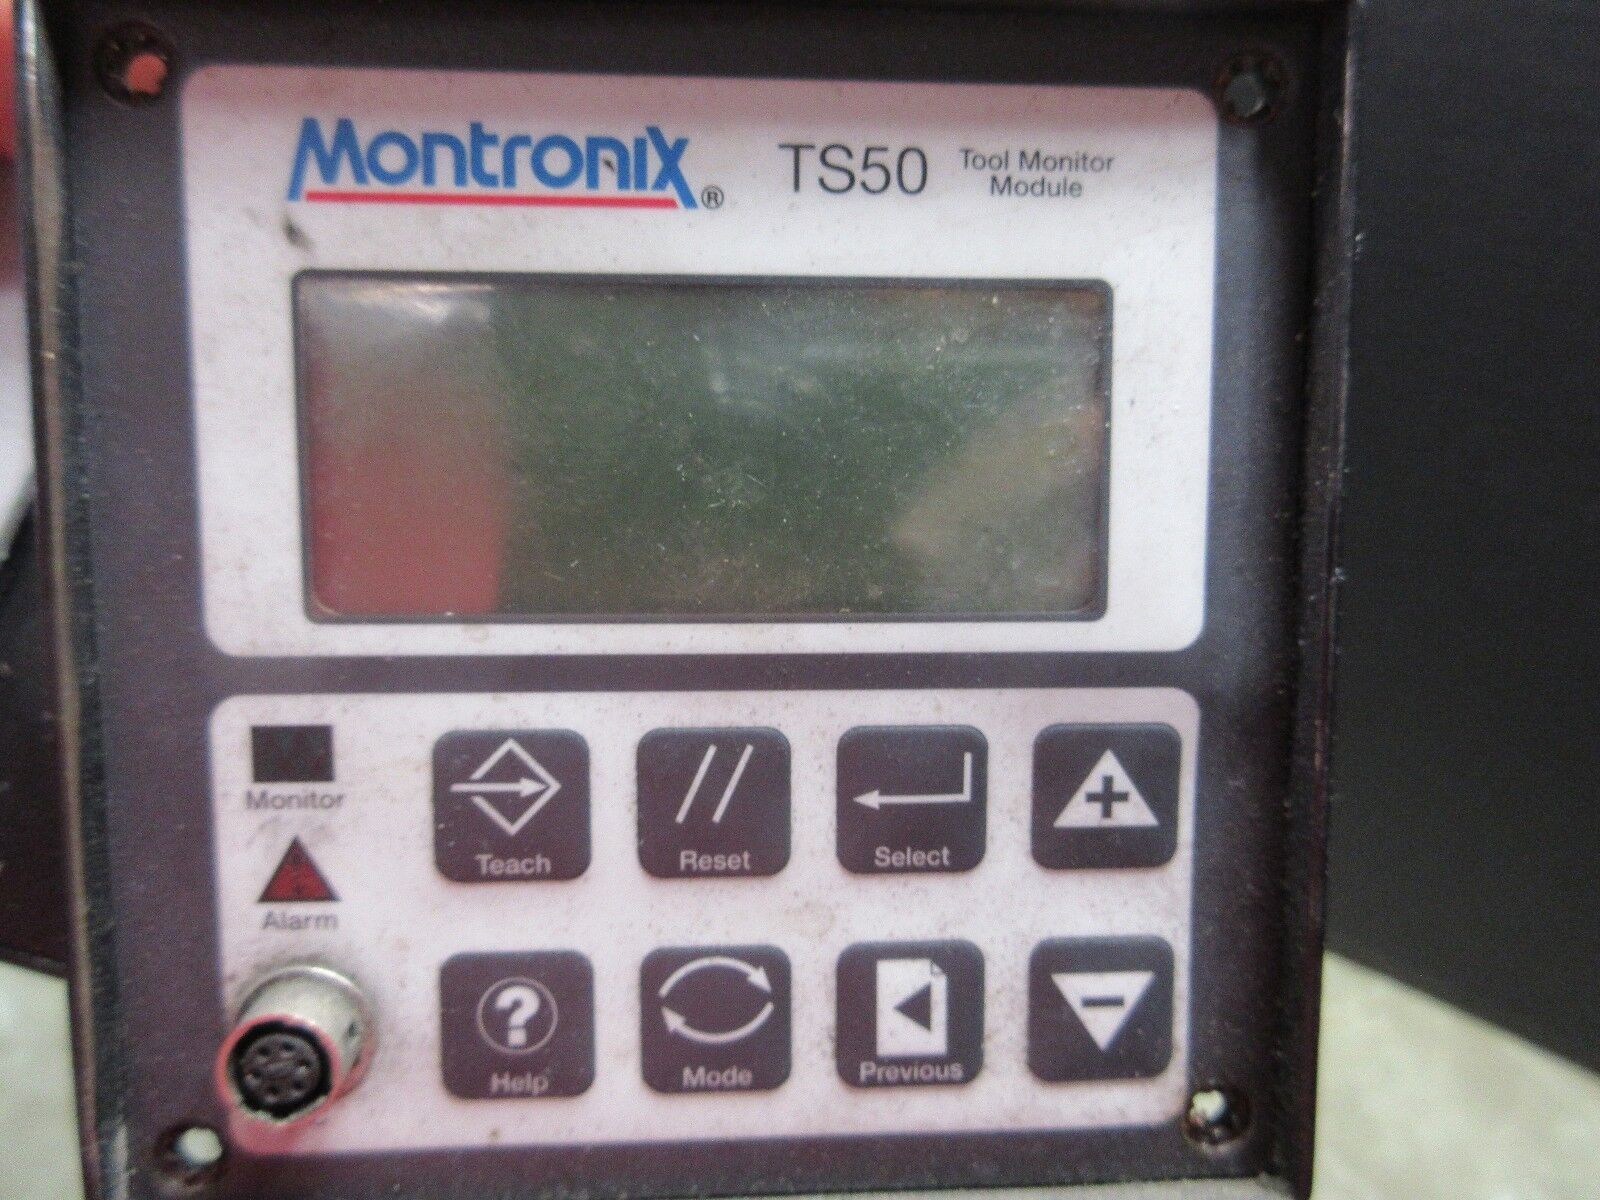 Montronix® TS50 Tool Monitor
Module
Monitor
Alarm
Teach
Reset
Select
+
?
Help
Mode
Previous
-